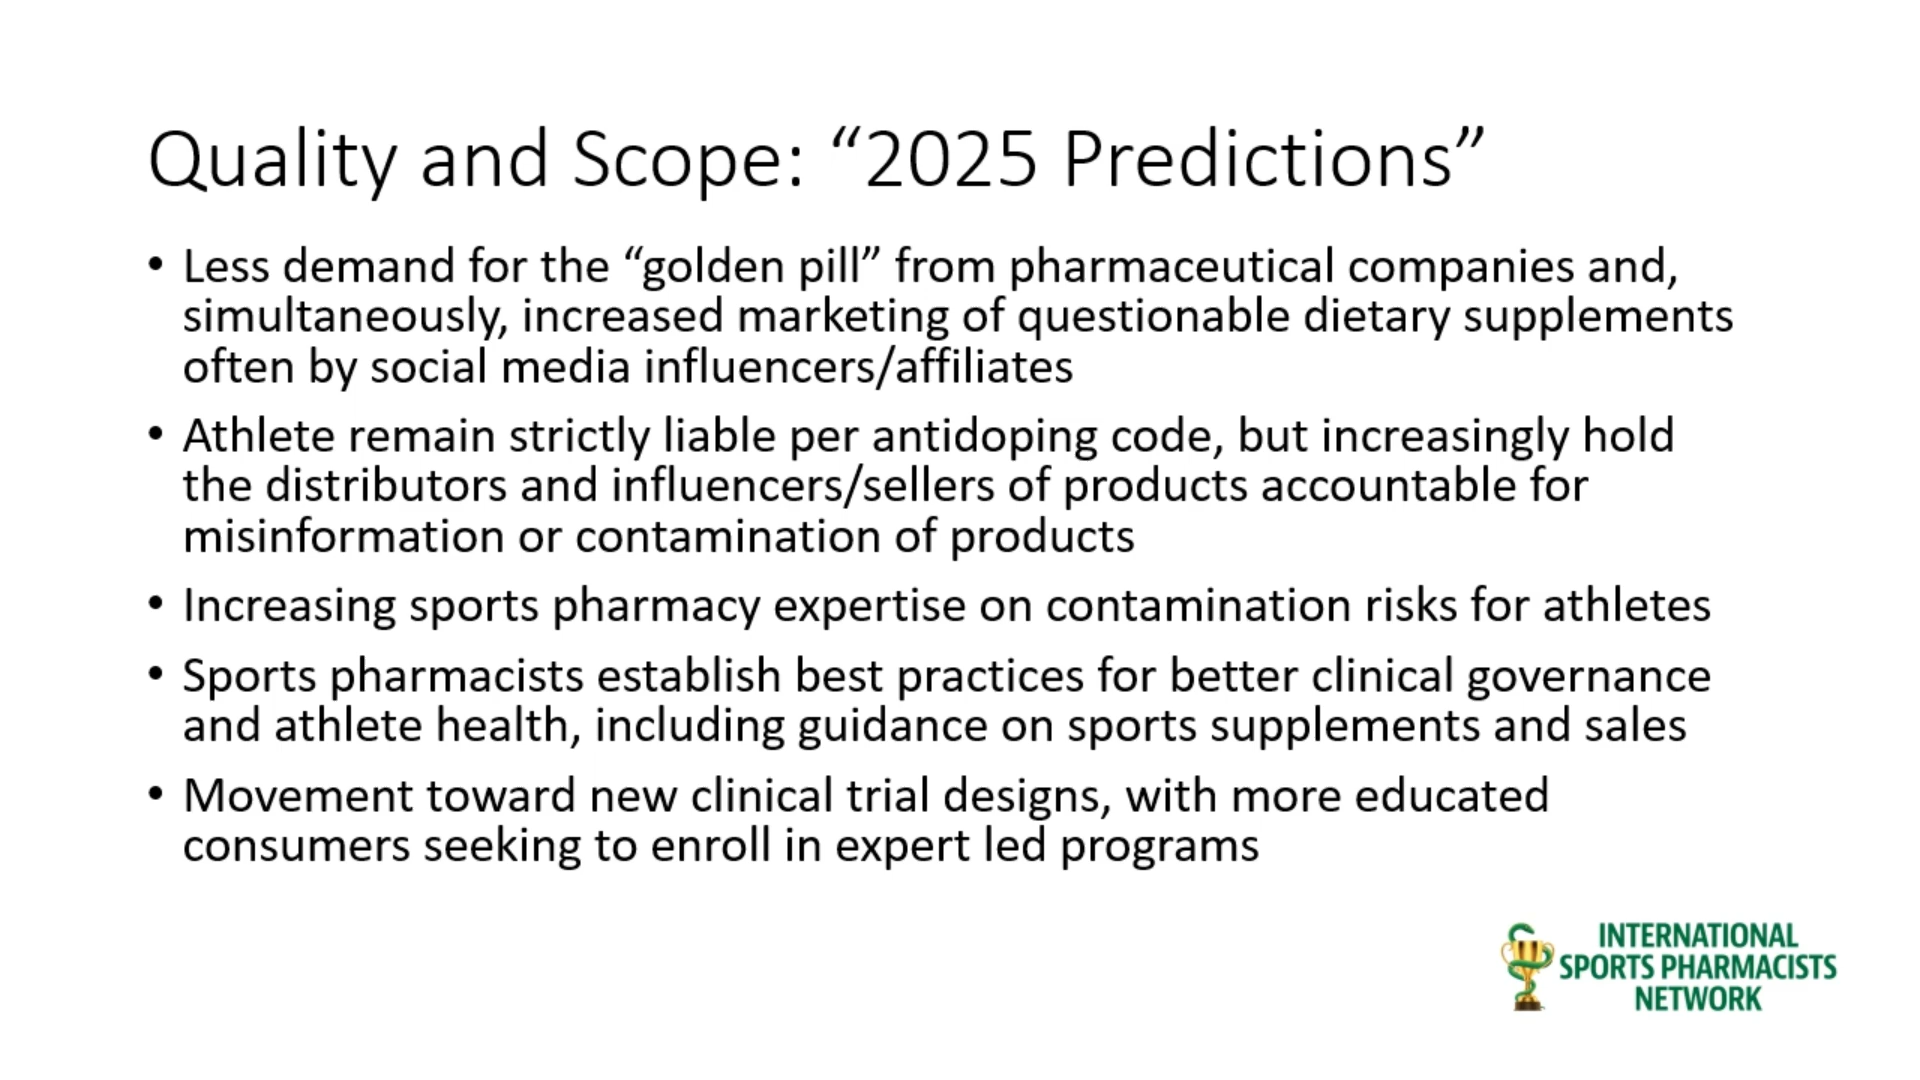 Quality and Scope: “2025 Predictions”
• Less demand for the “golden pill” from pharmaceutical companies and,
simultaneously, increased marketing of questionable dietary supplements
often by social media influencers/affiliates
• Athlete remain strictly liable per antidoping code, but increasingly hold
the distributors and influencers/sellers of products accountable for
misinformation or contamination of products
• Increasing sports pharmacy expertise on contamination risks for athletes
• Sports pharmacists establish best practices for better clinical governance
and athlete health, including guidance on sports supplements and sales
• Movement toward new clinical trial designs, with more educated
consumers seeking to enroll in expert led programs
INTERNATIONAL
SPORTS PHARMACISTS
NETWORK